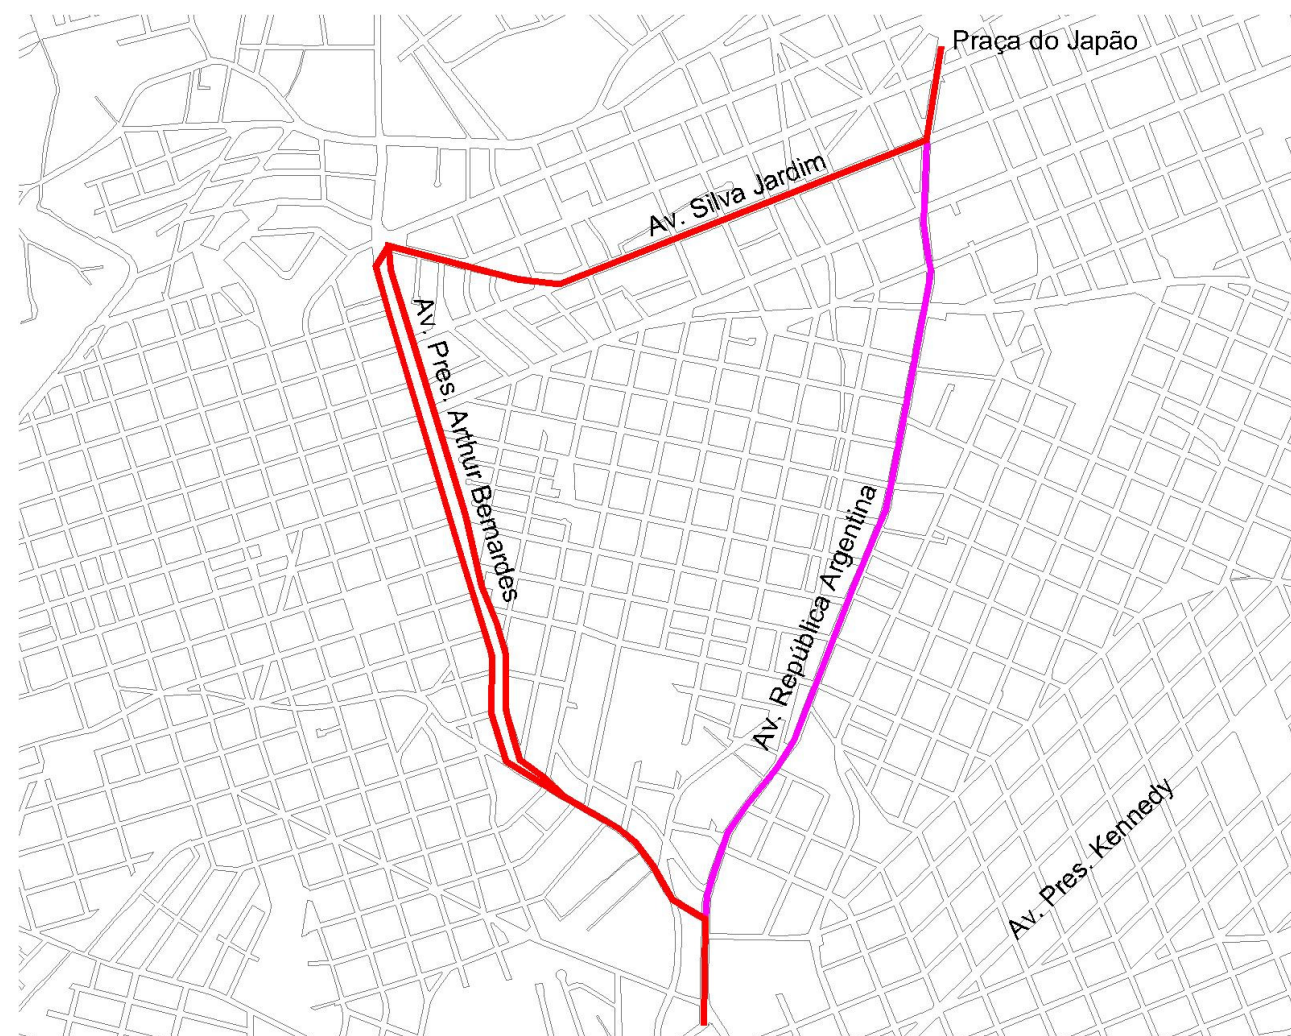 Praça do Japão
Av. Silva Jardim
Av. Pres. Arthur Bernardes
Av. República Argentina
Av. Pres. Kennedy